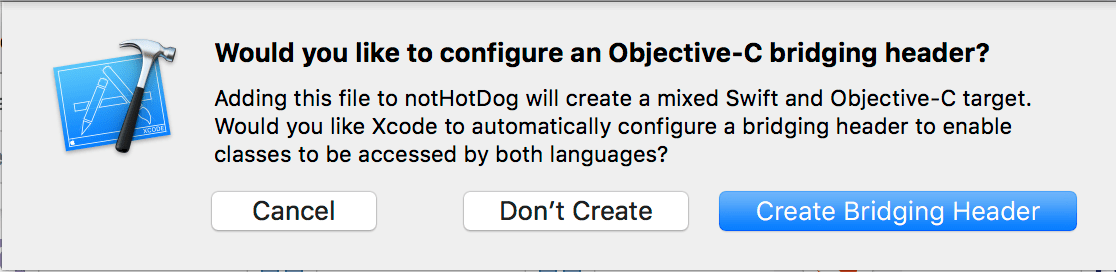 Would you like to configure an Objective-C bridging header?
Adding this file to notHotDog will create a mixed Swift and Objective-C target.
Would you like Xcode to automatically configure a bridging header to enable
classes to be accessed by both languages?
XCODE
Cancel
Don’t Create
Create Bridging Header